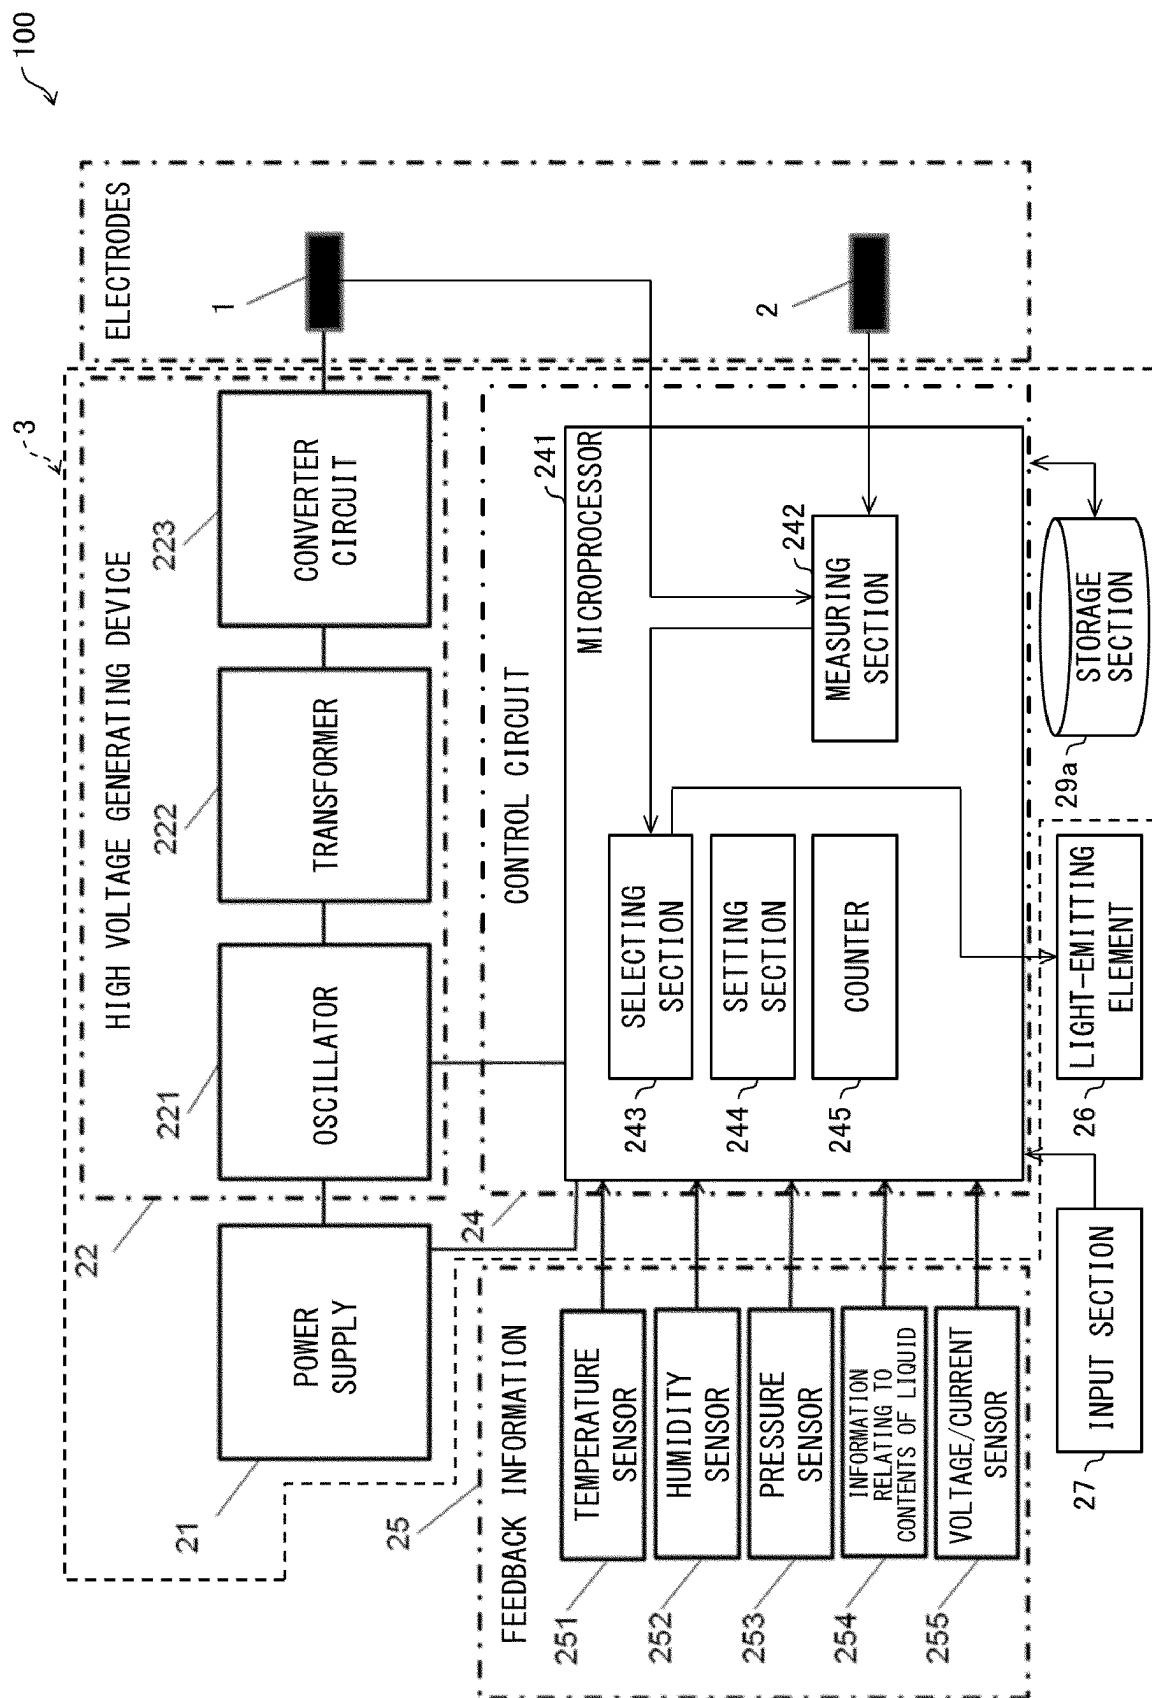 100
3
HIGH VOLTAGE GENERATING DEVICE
ELECTRODES
POWER
SUPPLY
OSCILLATOR
TRANSFORMER
CONVERTER
CIRCUIT
21
22
221
222
223
1
2
24
CONTROL CIRCUIT
241
MICROPROCESSOR
242
MEASURING
SECTION
243
SELECTING
SECTION
244
SETTING
SECTION
245
COUNTER
25
FEEDBACK INFORMATION
251
TEMPERATURE
SENSOR
252
HUMIDITY
SENSOR
253
PRESSURE
SENSOR
254
INFORMATION
RELATING TO
CONTENTS OF LIQUID
255
VOLTAGE/CURRENT
SENSOR
27
INPUT SECTION
26
LIGHT-EMITTING
ELEMENT
29a
STORAGE
SECTION